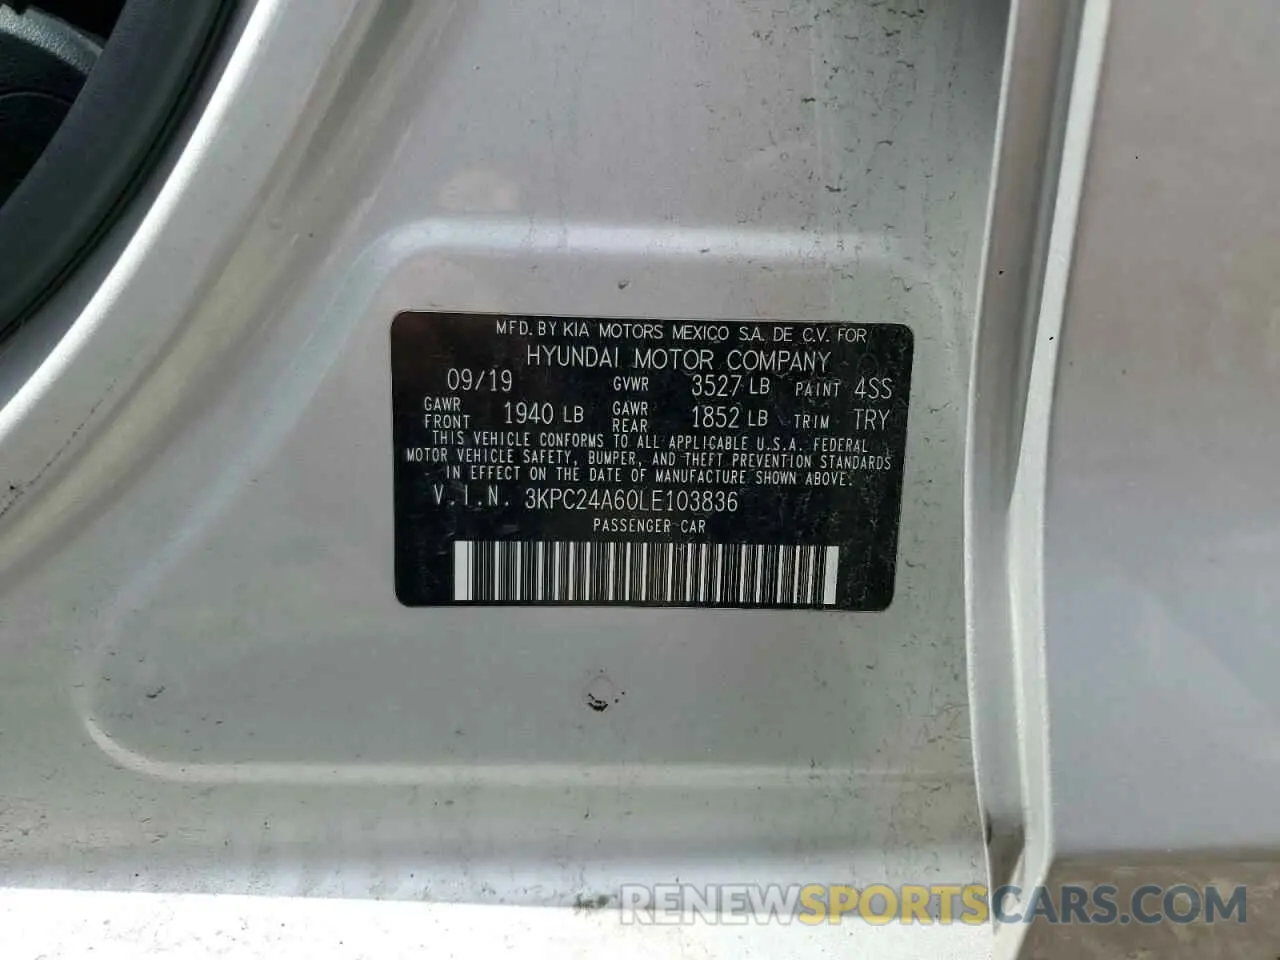 MFD. BY KIA MOTORS MEXICO S.A. DE C.V. FOR
HYUNDAI MOTOR COMPANY
09/19 GVWR 3527 LB PAINT 4SS
GAWR FRONT 1940 LB GAWR REAR 1852 LB TRIM TRY
THIS VEHICLE CONFORMS TO ALL APPLICABLE U.S.A. FEDERAL
MOTOR VEHICLE SAFETY, BUMPER, AND THEFT PREVENTION STANDARDS
IN EFFECT ON THE DATE OF MANUFACTURE SHOWN ABOVE.
V.I.N. 3KPC24A60LE103836
PASSENGER CAR
RENEWSPORTSCARS.COM